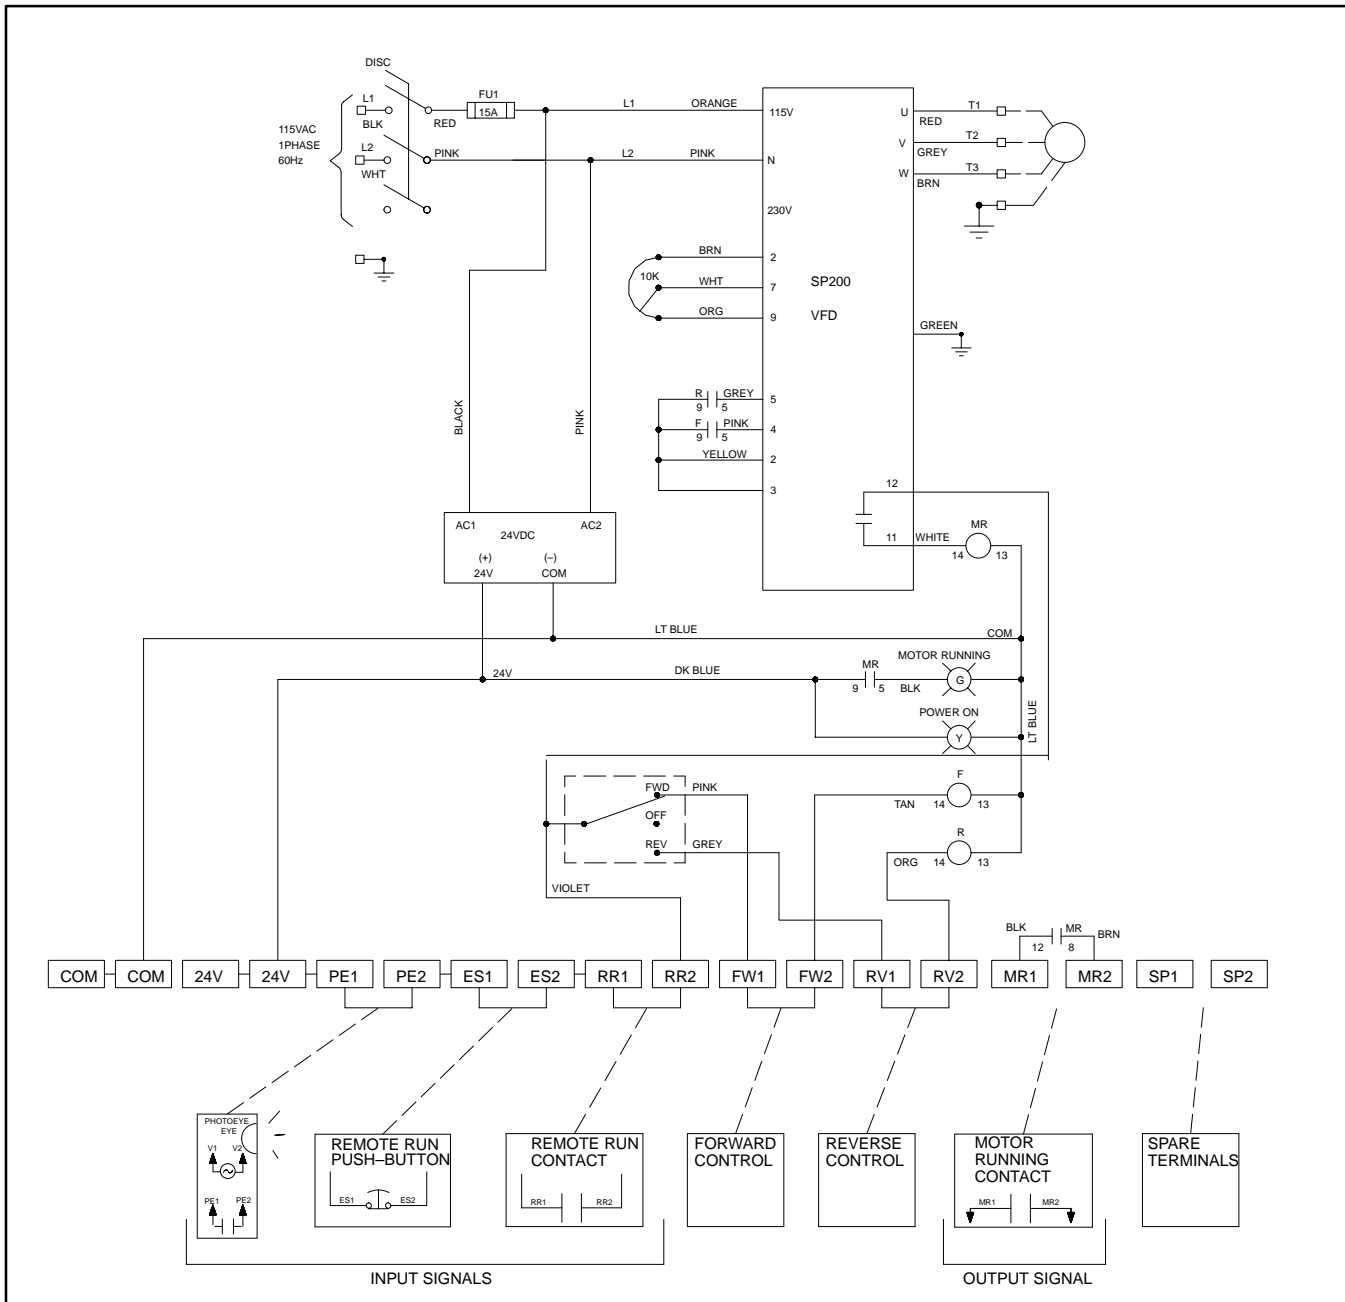 DISC
L1
BLK
RED
FU1
15A
L1
ORANGE
115V
U
RED
T1
115VAC
1PHASE
60Hz
L2
WHT
PINK
L2
PINK
N
V
GREY
T2
W
BRN
T3
230V
BRN
2
10K
WHT
7
SP200
ORG
9
VFD
GREEN
BLACK
PINK
R
GREY
9
5
5
F
PINK
9
5
4
YELLOW
2
3
12
AC1
AC2
24VDC
(+)
(–)
24V
COM
11
WHITE
MR
14
13
LT BLUE
COM
24V
DK BLUE
MR
9
5
BLK
MOTOR RUNNING
G
POWER ON
Y
LT BLUE
FWD
PINK
OFF
REV
GREY
F
TAN
14
13
R
ORG
14
13
VIOLET
BLK
MR
BRN
12
8
COM
COM
24V
24V
PE1
PE2
ES1
ES2
RR1
RR2
FW1
FW2
RV1
RV2
MR1
MR2
SP1
SP2
PHOTOEYE
EYE
V1
V2
PE1
PE2
REMOTE RUN
PUSH–BUTTON
ES1
ES2
REMOTE RUN
CONTACT
RR1
RR2
FORWARD
CONTROL
REVERSE
CONTROL
MOTOR
RUNNING
CONTACT
MR1
MR2
SPARE
TERMINALS
INPUT SIGNALS
OUTPUT SIGNAL